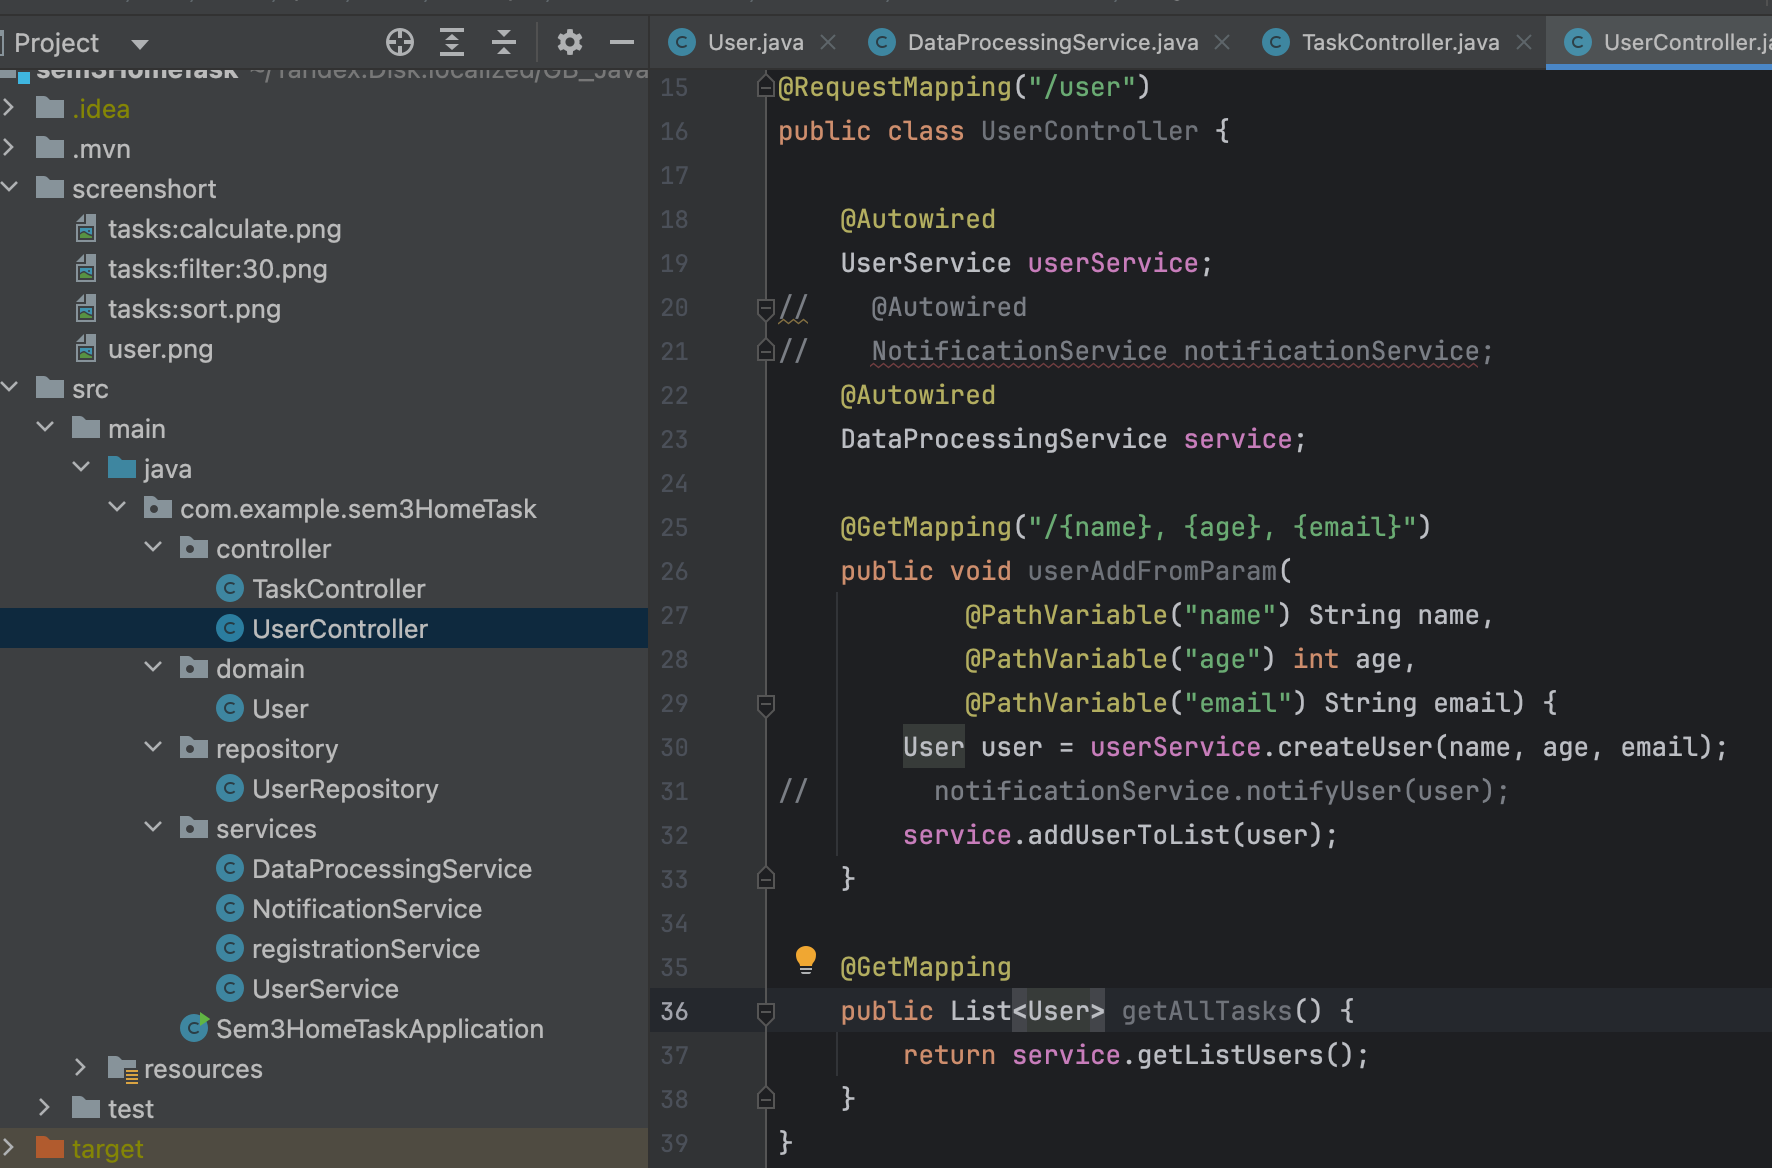 Project
User.java
DataProcessingService.java
TaskController.java
UserController.ja
sem3HomeTask ~/Yandex.Disk.localized/GB_Java
.idea
.mvn
screenshort
tasks:calculate.png
tasks:filter:30.png
tasks:sort.png
user.png
src
main
java
com.example.sem3HomeTask
controller
TaskController
UserController
domain
User
repository
UserRepository
services
DataProcessingService
NotificationService
registrationService
UserService
Sem3HomeTaskApplication
resources
test
target
15 @RequestMapping("/user")
16 public class UserController {
17
18 @Autowired
19 UserService userService;
20 // @Autowired
21 // NotificationService notificationService;
22 @Autowired
23 DataProcessingService service;
24
25 @GetMapping("/{name}, {age}, {email}")
26 public void userAddFromParam(
27 @PathVariable("name") String name,
28 @PathVariable("age") int age,
29 @PathVariable("email") String email) {
30 User user = userService.createUser(name, age, email);
31 // notificationService.notifyUser(user);
32 service.addUserToList(user);
33 }
34
35 @GetMapping
36 public List<User> getAllTasks() {
37 return service.getListUsers();
38 }
39 }